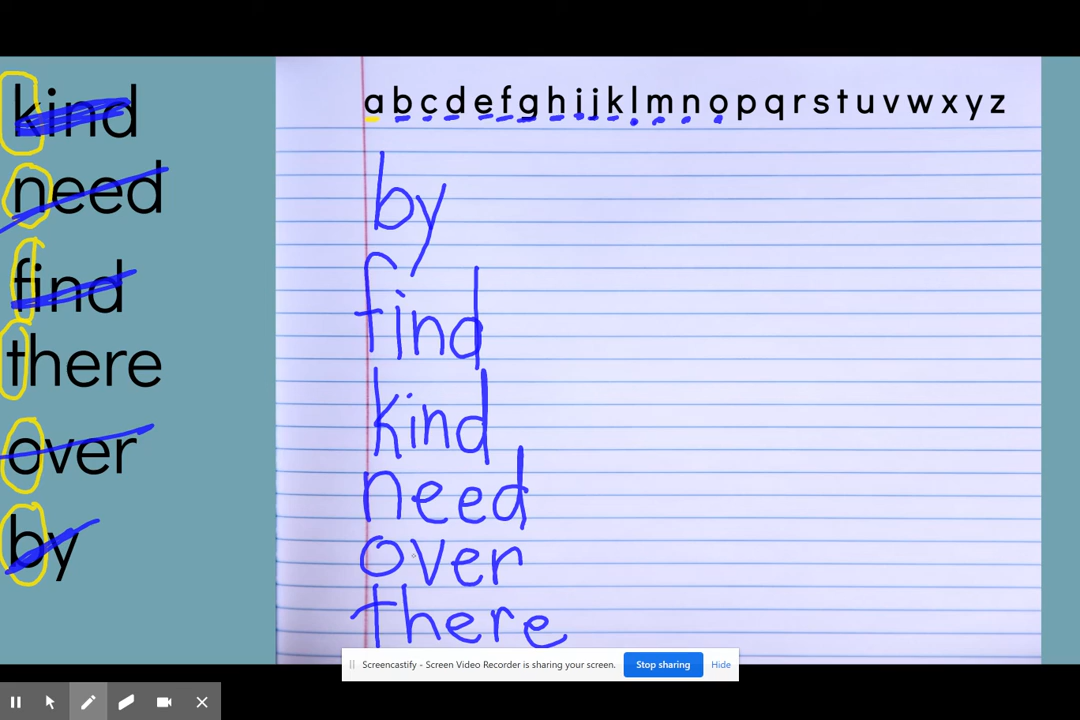 kind
need
find
there
over
by
a b c d e f g h i j k l m n o p q r s t u v w x y z
by
find
kind
need
over
there
Screencastify - Screen Video Recorder is sharing your screen. Stop sharing Hide